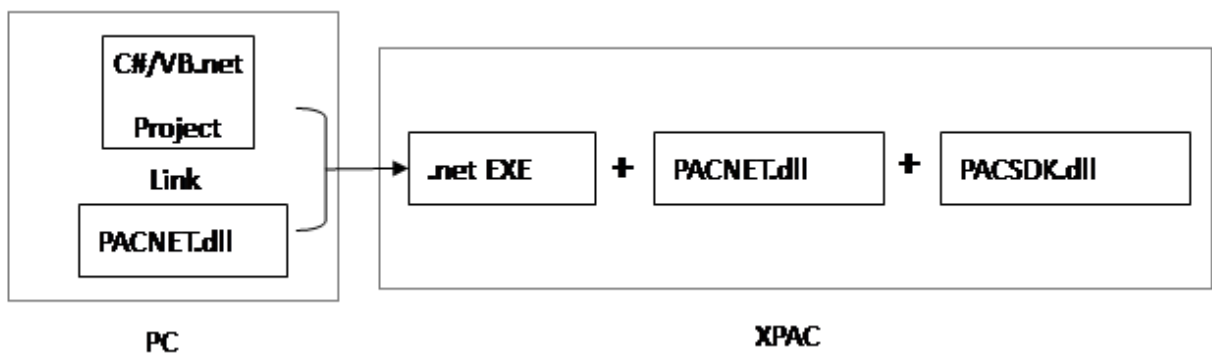 C#/VB.net
Project
Link
PACNET.dll
.net EXE
+
PACNET.dll
+
PACSDK.dll
PC
XPAC